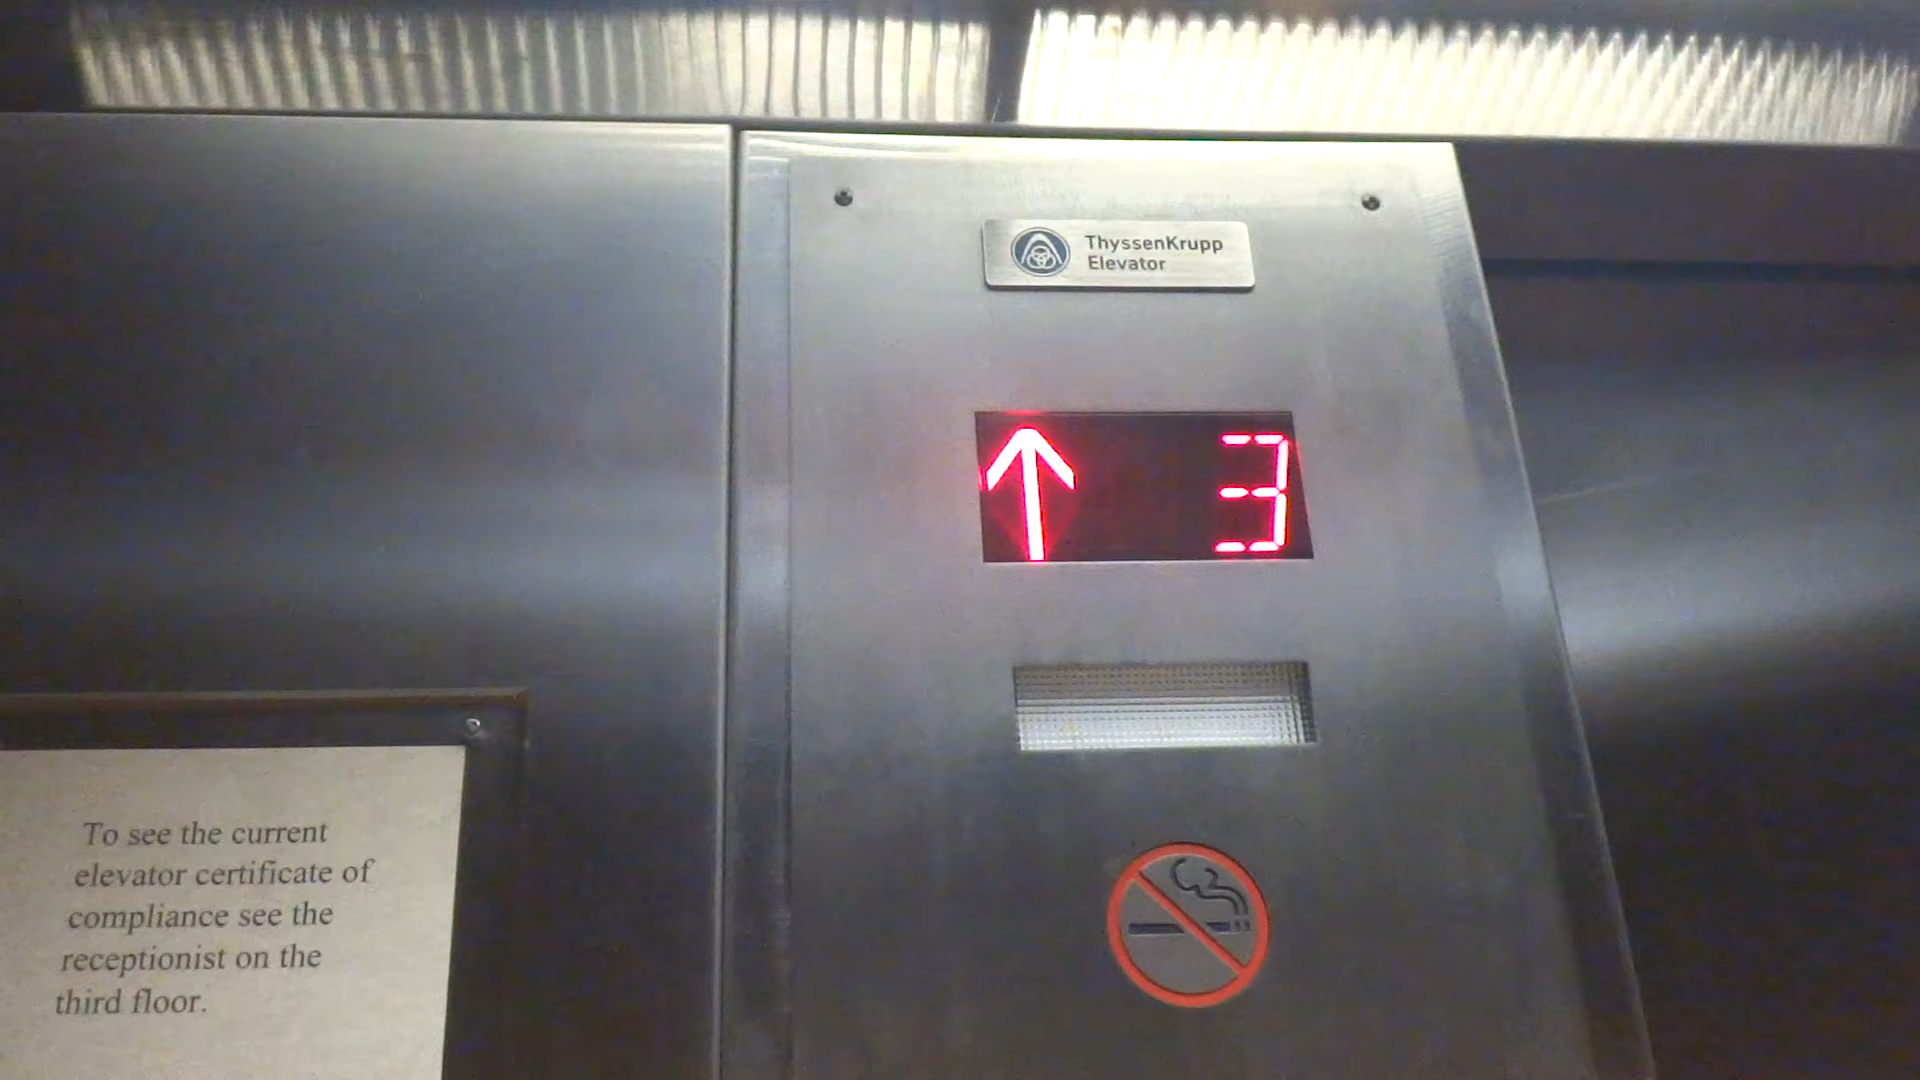 ThyssenKrupp
Elevator
3
To see the current
elevator certificate of
compliance see the
receptionist on the
third floor.